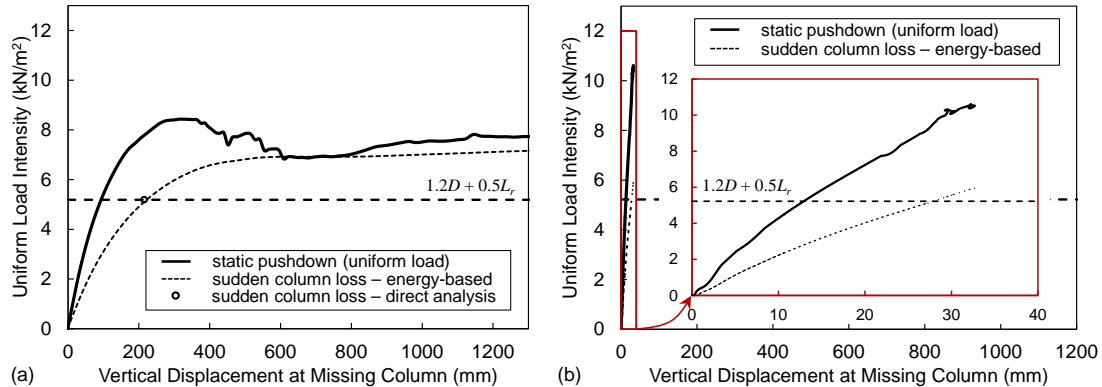 Uniform Load Intensity (kN/m²)
12
10
8
6
4
2
0
1.2D + 0.5Lr
static pushdown (uniform load)
sudden column loss – energy-based
sudden column loss – direct analysis
0 200 400 600 800 1000 1200
(a) Vertical Displacement at Missing Column (mm)
Uniform Load Intensity (kN/m²)
12
10
8
6
4
2
0
static pushdown (uniform load)
sudden column loss – energy-based
12
10
8
6
4
2
0
1.2D + 0.5Lr
0 10 20 30 40
0 200 400 600 800 1000 1200
(b) Vertical Displacement at Missing Column (mm)